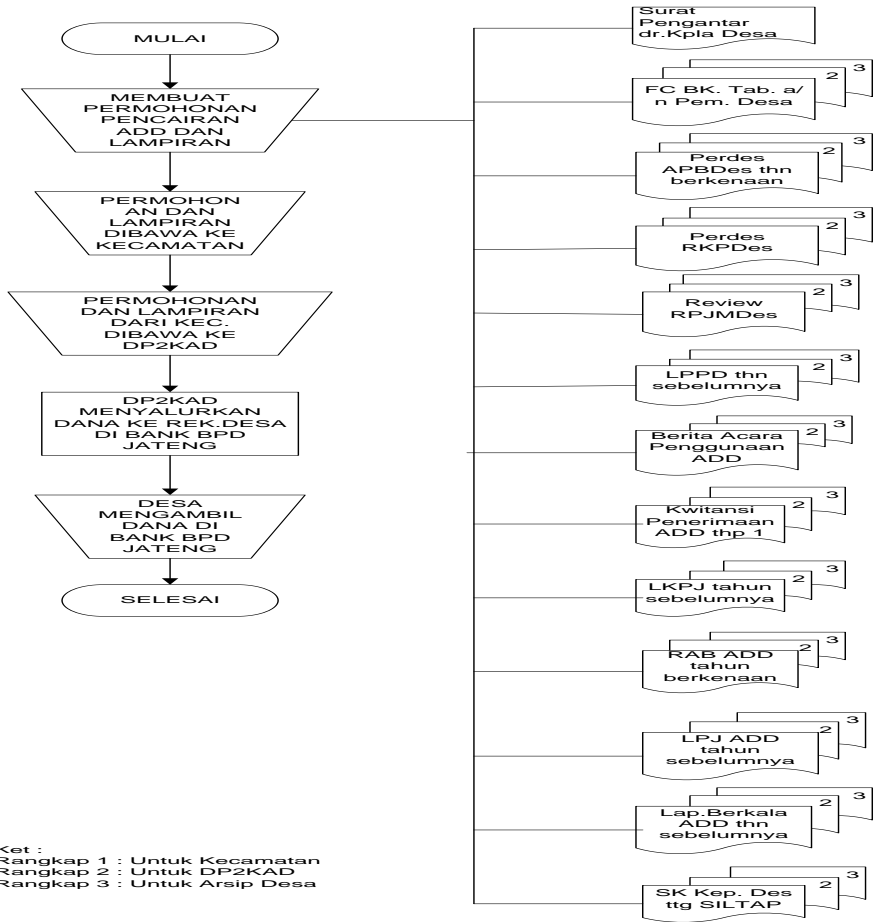 MULAI
MEMBUAT
PERMOHONAN
PENCAIRAN
ADD DAN
LAMPIRAN
PERMOHON
AN DAN
LAMPIRAN
DIBAWA KE
KECAMATAN
PERMOHONAN
DAN LAMPIRAN
DARI KEC.
DIBAWA KE
DP2KAD
DP2KAD
MENYALURKAN
DANA KE REK.DESA
DI BANK BPD
JATENG
DESA
MENGAMBIL
DANA DI
BANK BPD
JATENG
SELESAI
Surat
Pengantar
dr.Kpla Desa
3
2
FC BK. Tab. a/
n Pem. Desa
3
2
Perdes
APBDes thn
berkenaan
3
2
Perdes
RKPDes
3
2
Review
RPJMDes
3
2
LPPD thn
sebelumnya
3
2
Berita Acara
Penggunaan
ADD
3
2
Kwitansi
Penerimaan
ADD thp 1
3
2
LKPJ tahun
sebelumnya
3
2
RAB ADD
tahun
berkenaan
3
2
LPJ ADD
tahun
sebelumnya
3
2
Lap.Berkala
ADD thn
sebelumnya
3
2
SK Kep. Des
ttg SILTAP
Ket :
Rangkap 1 : Untuk Kecamatan
Rangkap 2 : Untuk DP2KAD
Rangkap 3 : Untuk Arsip Desa